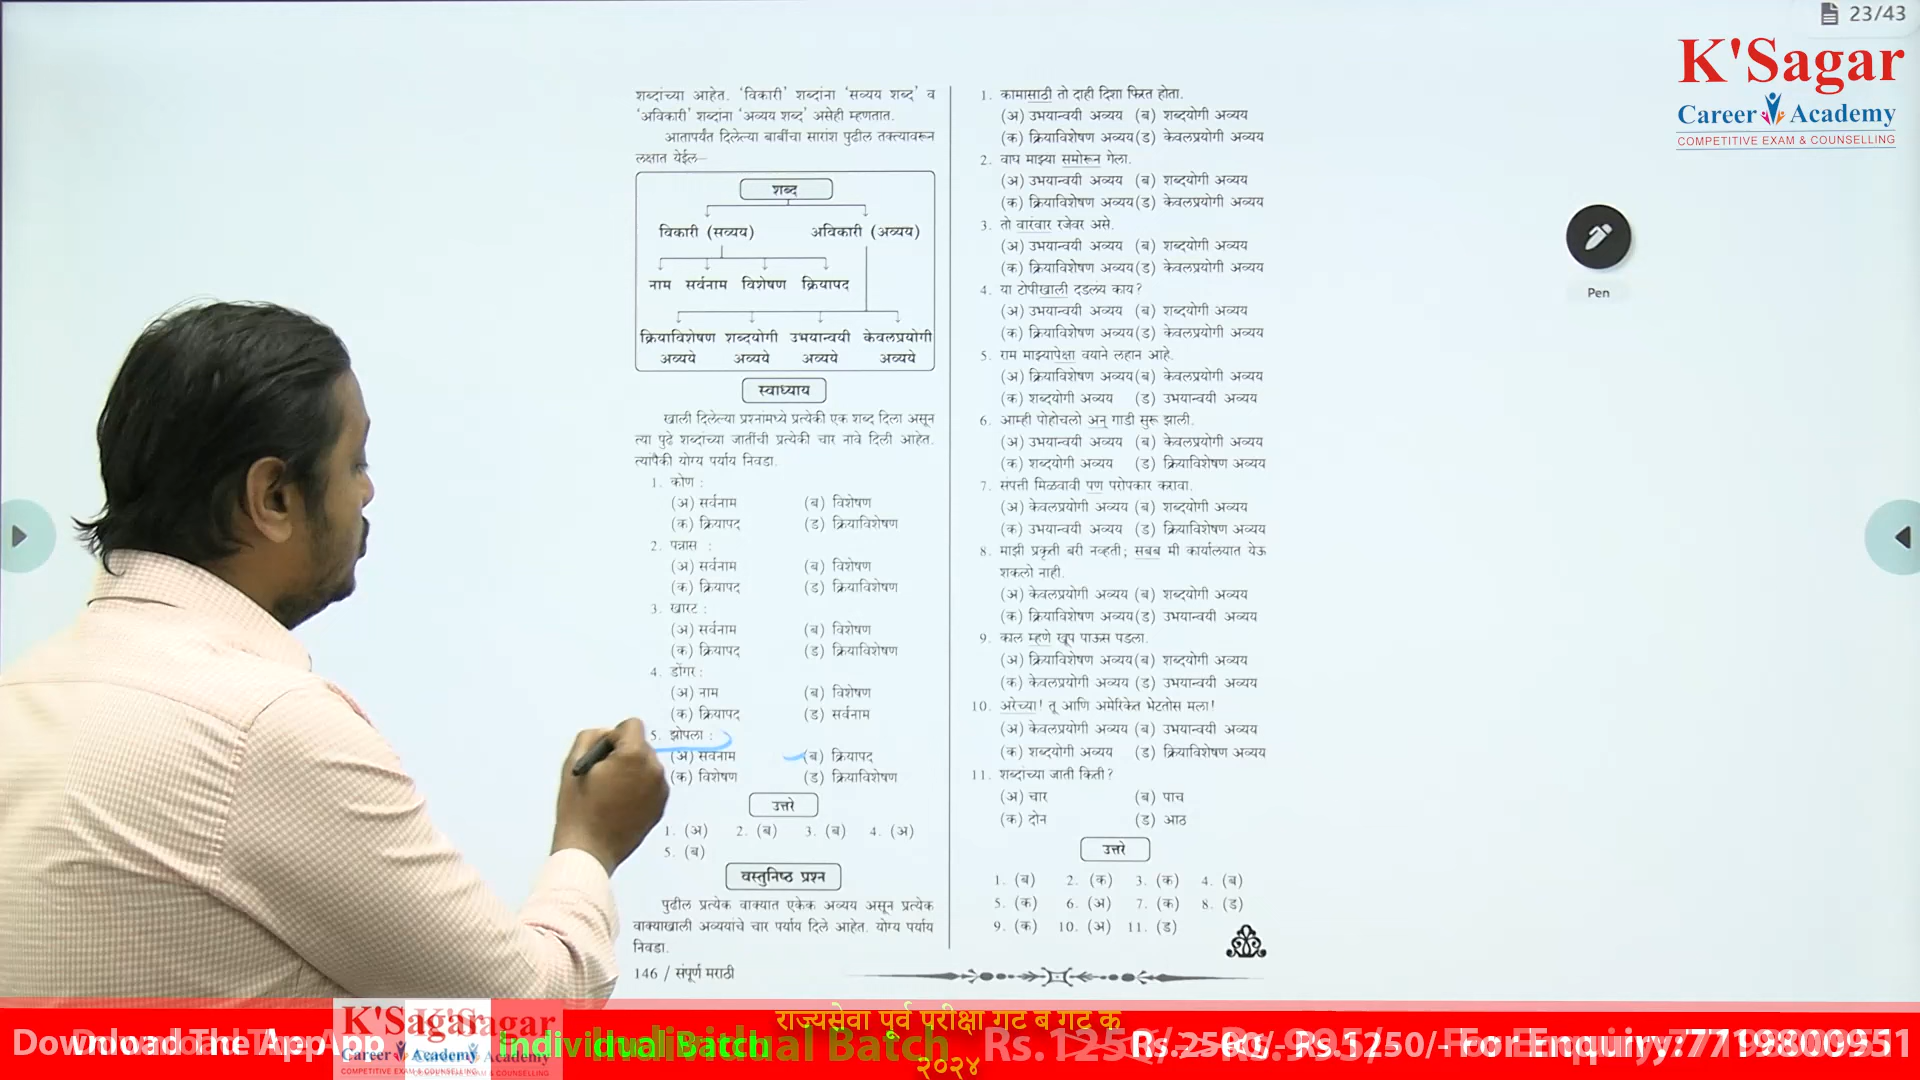 23/43
K'Sagar
Career Academy
COMPETITIVE EXAM & COUNSELLING
Pen
शब्दांच्या आहेत. 'विकारी' शब्दांना 'सव्यय शब्द' व
'अविकारी' शब्दांना 'अव्यय शब्द' असेही म्हणतात.
आतापर्यंत दिलेल्या बाबींचा सारांश पुढील तक्त्यावरून
लक्षात येईल—
शब्द
विकारी (सव्यय) अविकारी (अव्यय)
नाम सर्वनाम विशेषण क्रियापद
क्रियाविशेषण शब्दयोगी उभयान्वयी केवलप्रयोगी
अव्यये अव्यये अव्यये अव्यये
स्वाध्याय
खाली दिलेल्या प्रश्नांमध्ये प्रत्येकी एक शब्द दिला असून
त्या पुढे शब्दांच्या जातींची प्रत्येकी चार नावे दिली आहेत.
त्यापैकी योग्य पर्याय निवडा.
1. कोण :
(अ) सर्वनाम (ब) विशेषण
(क) क्रियापद (ड) क्रियाविशेषण
2. पन्नास :
(अ) सर्वनाम (ब) विशेषण
(क) क्रियापद (ड) क्रियाविशेषण
3. खारट :
(अ) सर्वनाम (ब) विशेषण
(क) क्रियापद (ड) क्रियाविशेषण
4. डोंगर :
(अ) नाम (ब) विशेषण
(क) क्रियापद (ड) सर्वनाम
5. झोपला :
(अ) सर्वनाम (ब) क्रियापद
(क) विशेषण (ड) क्रियाविशेषण
उत्तरे
1. (अ) 2. (ब) 3. (ब) 4. (अ)
5. (ब)
वस्तुनिष्ठ प्रश्न
पुढील प्रत्येक वाक्यात एकेक अव्यय असून प्रत्येक
वाक्याखाली अव्ययांचे चार पर्याय दिले आहेत. योग्य पर्याय
निवडा.
146 / संपूर्ण मराठी
1. कामासाठी तो दाही दिशा फिरत होता.
(अ) उभयान्वयी अव्यय (ब) शब्दयोगी अव्यय
(क) क्रियाविशेषण अव्यय (ड) केवलप्रयोगी अव्यय
2. वाघ माझ्या समोरून गेला.
(अ) उभयान्वयी अव्यय (ब) शब्दयोगी अव्यय
(क) क्रियाविशेषण अव्यय (ड) केवलप्रयोगी अव्यय
3. तो वारंवार रजेवर असे.
(अ) उभयान्वयी अव्यय (ब) शब्दयोगी अव्यय
(क) क्रियाविशेषण अव्यय (ड) केवलप्रयोगी अव्यय
4. या टोपीखाली दडलंय काय?
(अ) उभयान्वयी अव्यय (ब) शब्दयोगी अव्यय
(क) क्रियाविशेषण अव्यय (ड) केवलप्रयोगी अव्यय
5. राम माझ्यापेक्षा वयाने लहान आहे.
(अ) क्रियाविशेषण अव्यय (ब) केवलप्रयोगी अव्यय
(क) शब्दयोगी अव्यय (ड) उभयान्वयी अव्यय
6. आम्ही पोहोचलो अन् गाडी सुरू झाली.
(अ) उभयान्वयी अव्यय (ब) केवलप्रयोगी अव्यय
(क) शब्दयोगी अव्यय (ड) क्रियाविशेषण अव्यय
7. संपत्ती मिळवावी पण परोपकार करावा.
(अ) केवलप्रयोगी अव्यय (ब) शब्दयोगी अव्यय
(क) उभयान्वयी अव्यय (ड) क्रियाविशेषण अव्यय
8. माझी प्रकृती बरी नव्हती; सबब मी कार्यालयात येऊ
शकलो नाही.
(अ) केवलप्रयोगी अव्यय (ब) शब्दयोगी अव्यय
(क) क्रियाविशेषण अव्यय (ड) उभयान्वयी अव्यय
9. काल म्हणे खूप पाऊस पडला.
(अ) क्रियाविशेषण अव्यय (ब) शब्दयोगी अव्यय
(क) केवलप्रयोगी अव्यय (ड) उभयान्वयी अव्यय
10. अरेच्या! तू आणि अमेरिकेत भेटतोस मला!
(अ) केवलप्रयोगी अव्यय (ब) उभयान्वयी अव्यय
(क) शब्दयोगी अव्यय (ड) क्रियाविशेषण अव्यय
11. शब्दांच्या जाती किती?
(अ) चार (ब) पाच
(क) दोन (ड) आठ
उत्तरे
1. (ब) 2. (क) 3. (क) 4. (ब)
5. (क) 6. (अ) 7. (क) 8. (ड)
9. (क) 10. (अ) 11. (ड)
राज्यसेवा पूर्व परीक्षा गट ब गट क
२०२४
K'Sagar
Career Academy
Individual Batch
For Enquiry: